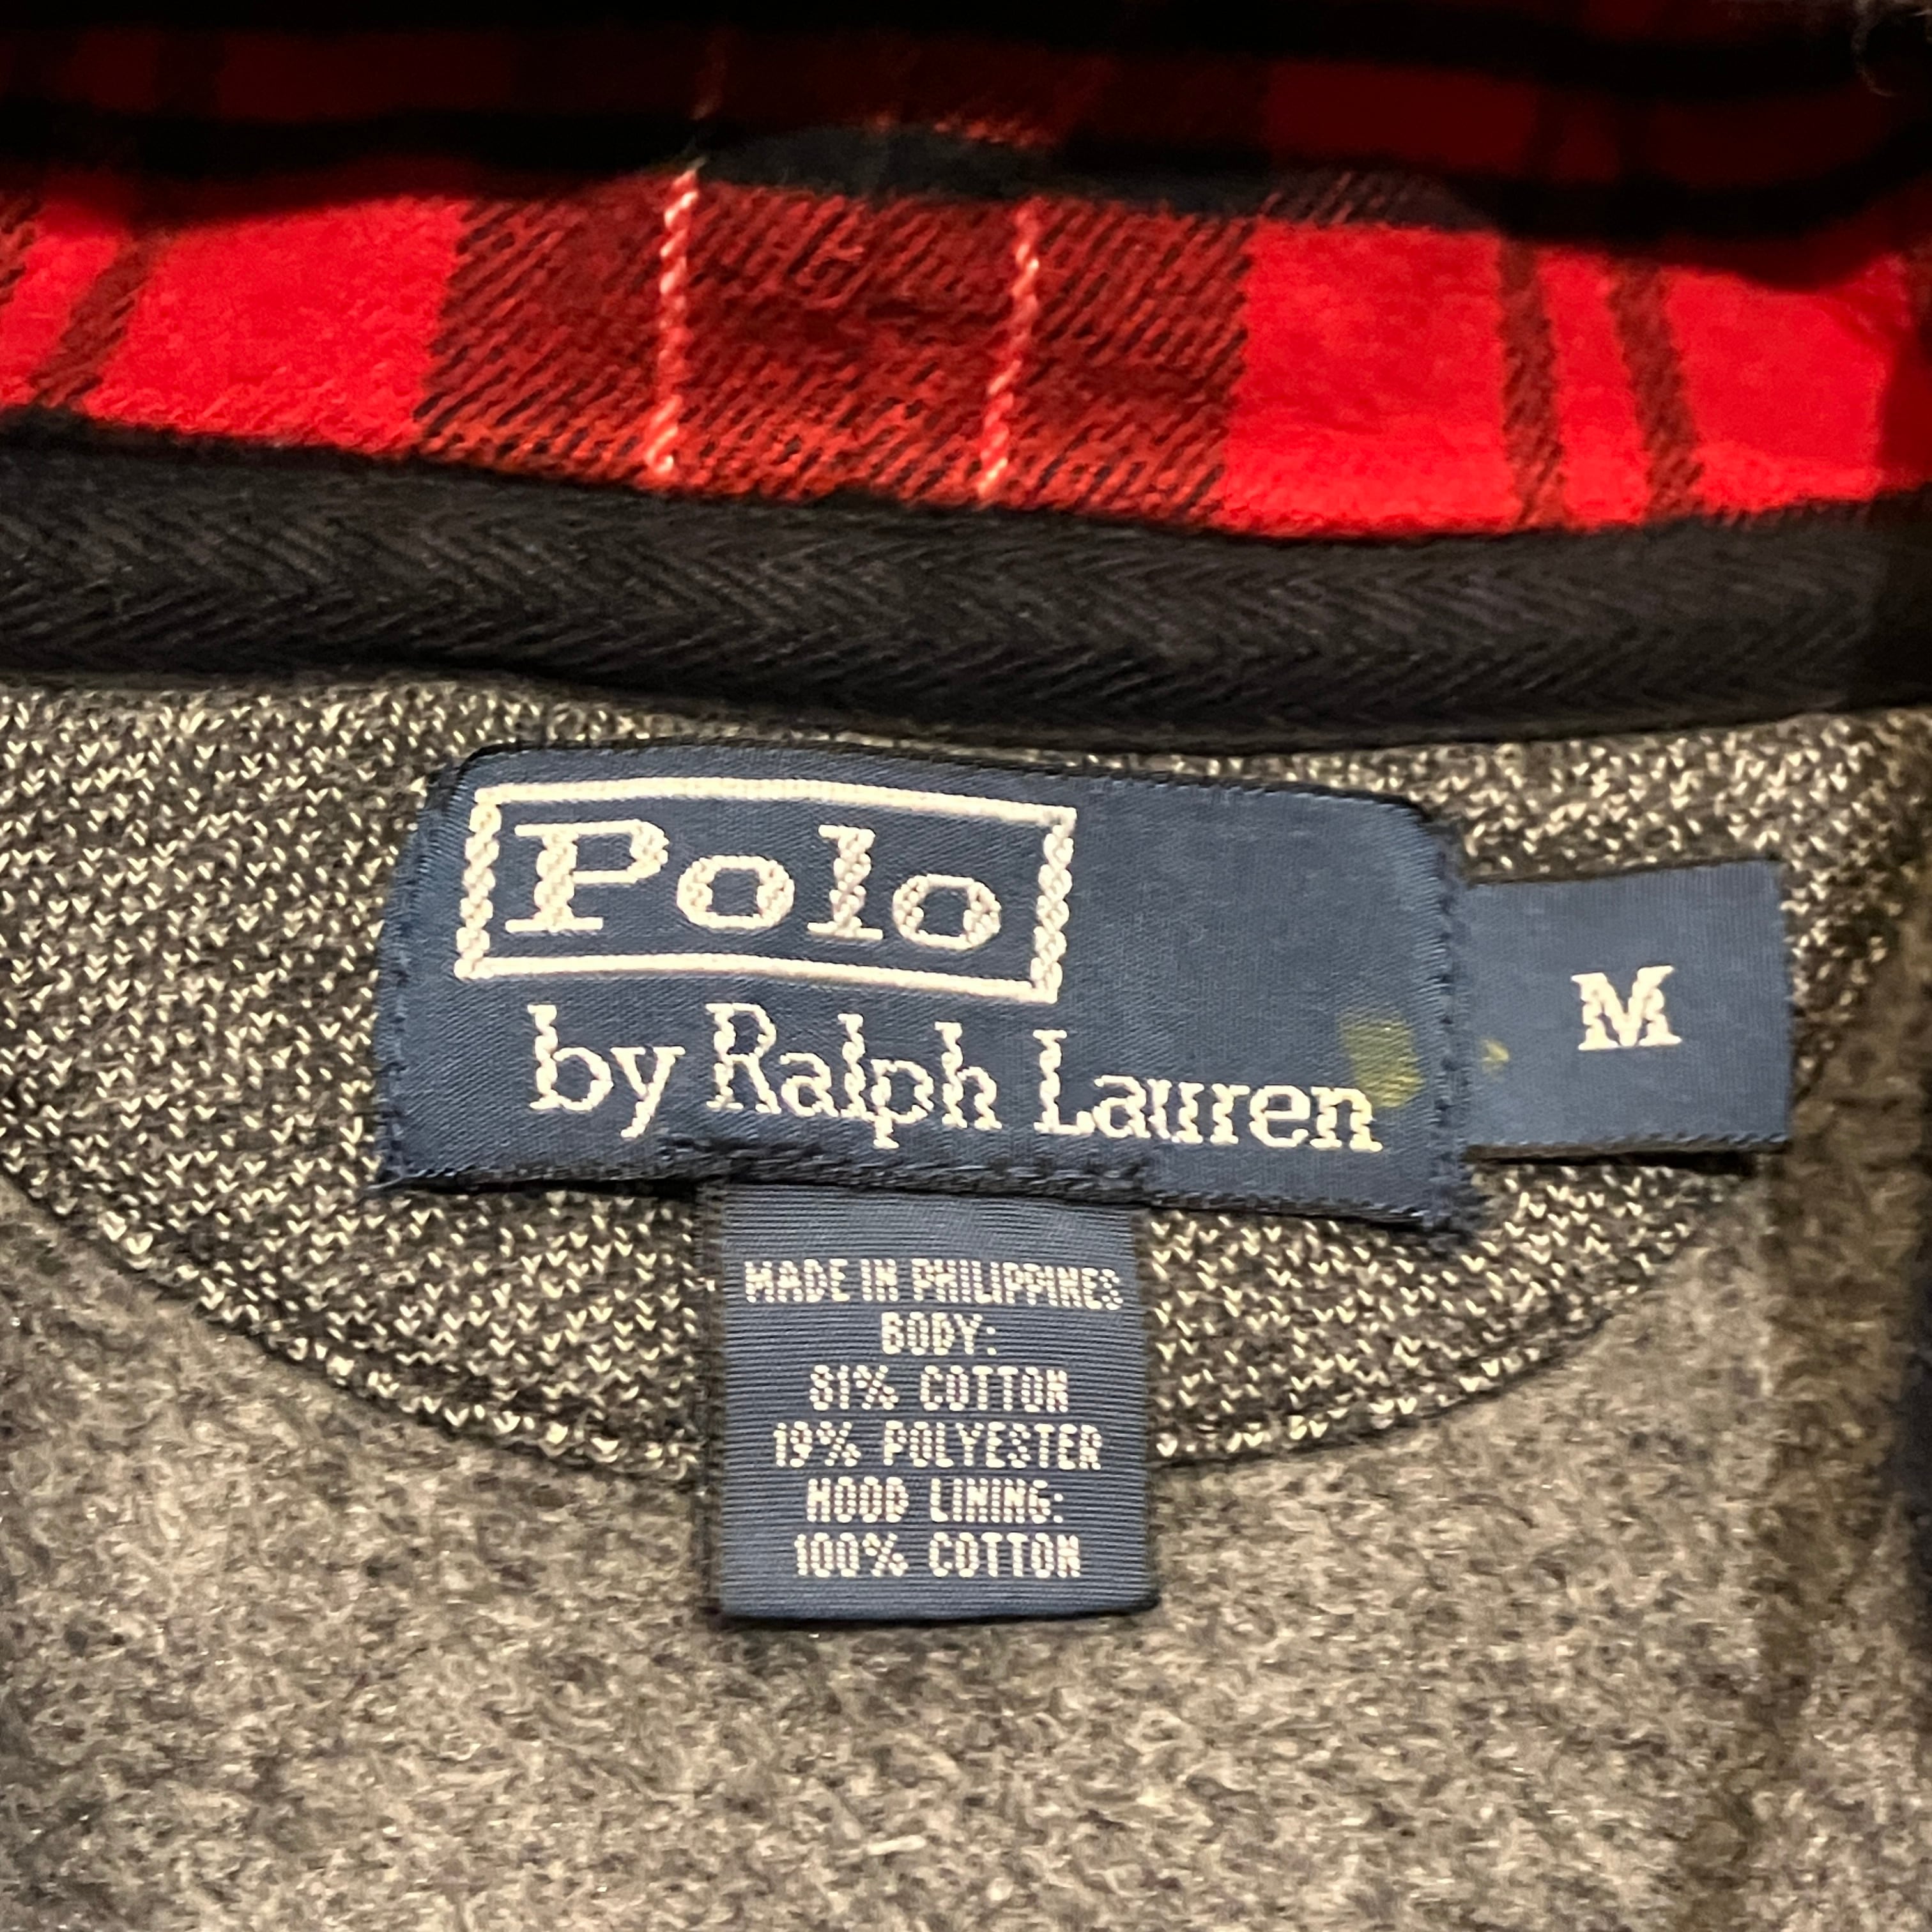 Polo
by Ralph Lauren
M
MADE IN PHILIPPINES
BODY:
81% COTTON
19% POLYESTER
HOOD LINING:
100% COTTON